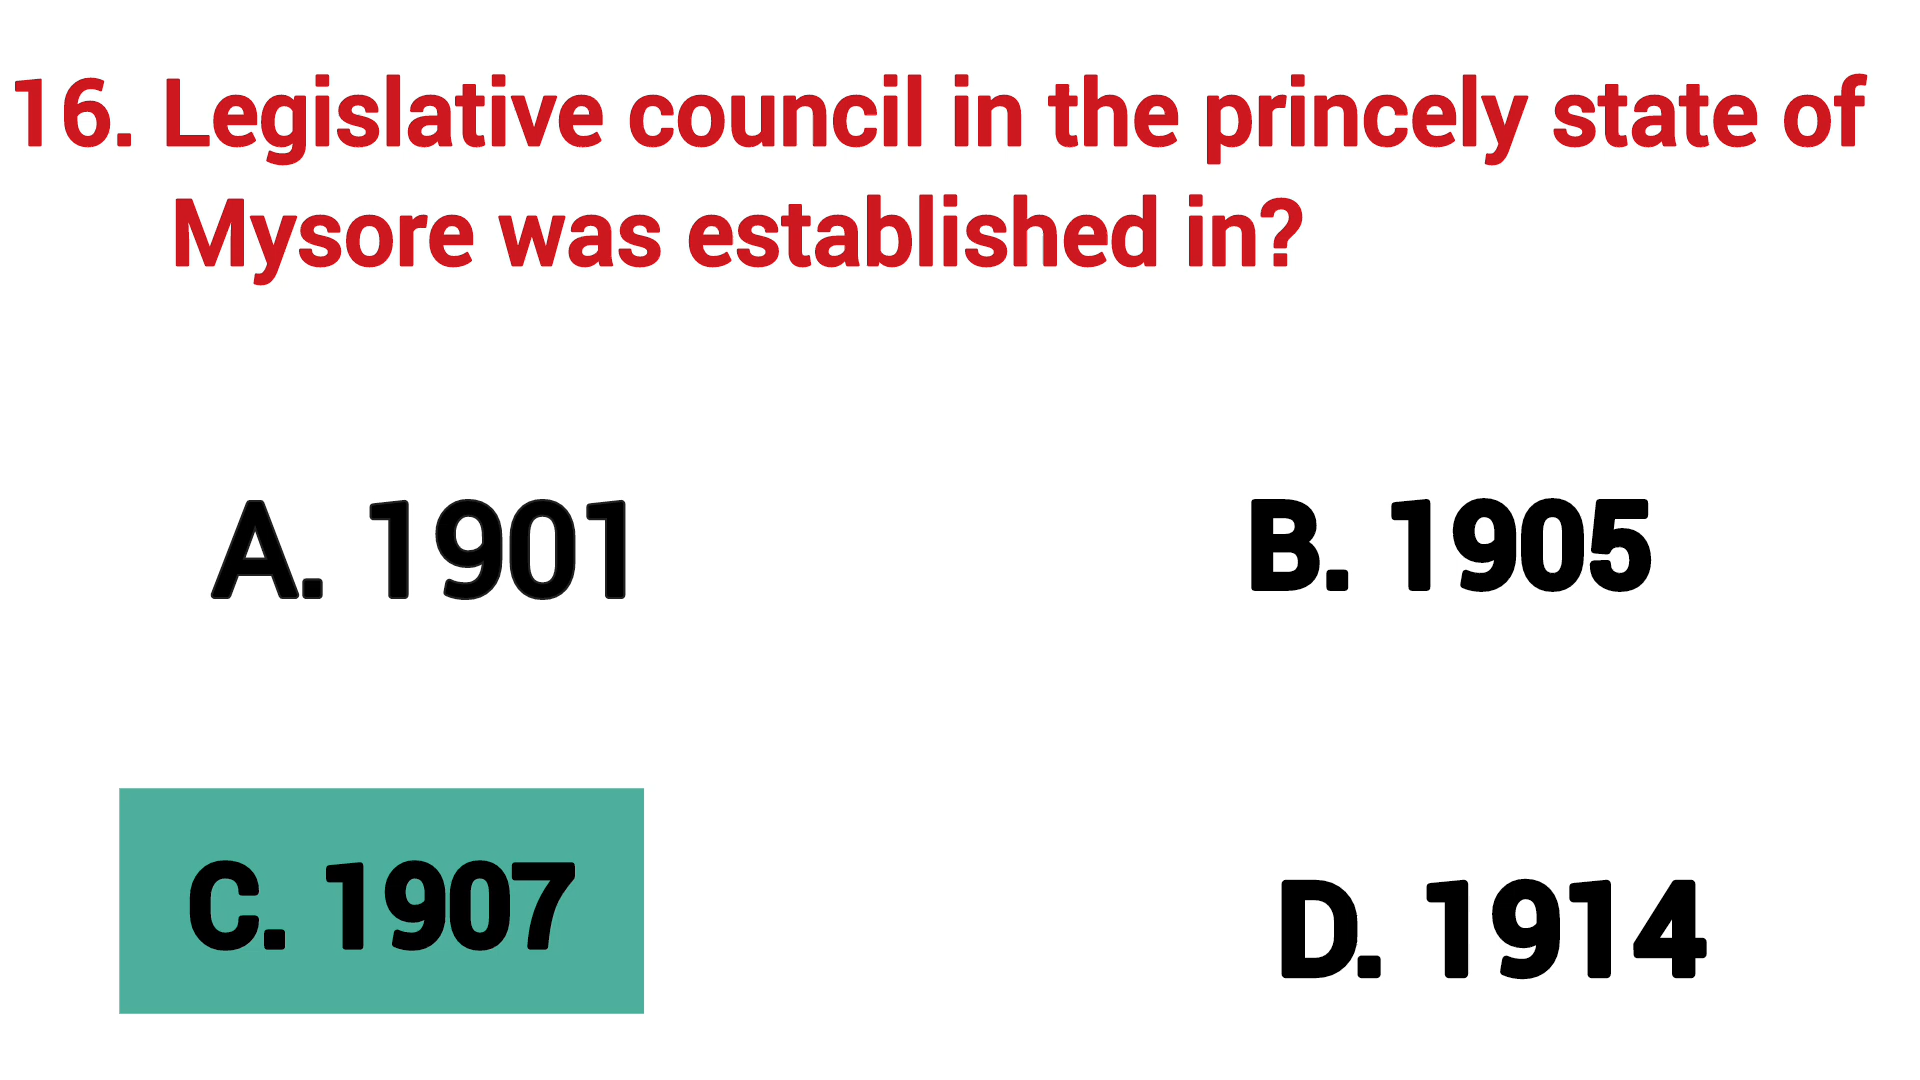 16. Legislative council in the princely state of
Mysore was established in?
A. 1901
B. 1905
C. 1907
D. 1914